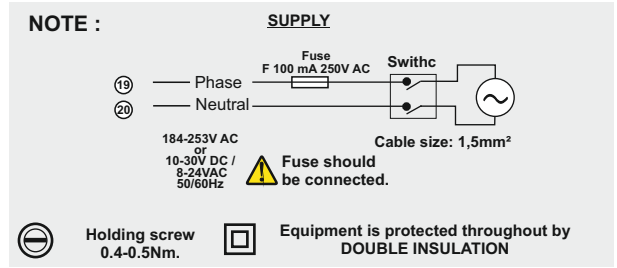 NOTE :
SUPPLY
Fuse
F 100 mA 250V AC
Swithc
19 Phase
20 Neutral
184-253V AC
or
10-30V DC /
8-24VAC
50/60Hz
Fuse should
be connected.
Cable size: 1,5mm²
Holding screw
0.4-0.5Nm.
Equipment is protected throughout by
DOUBLE INSULATION